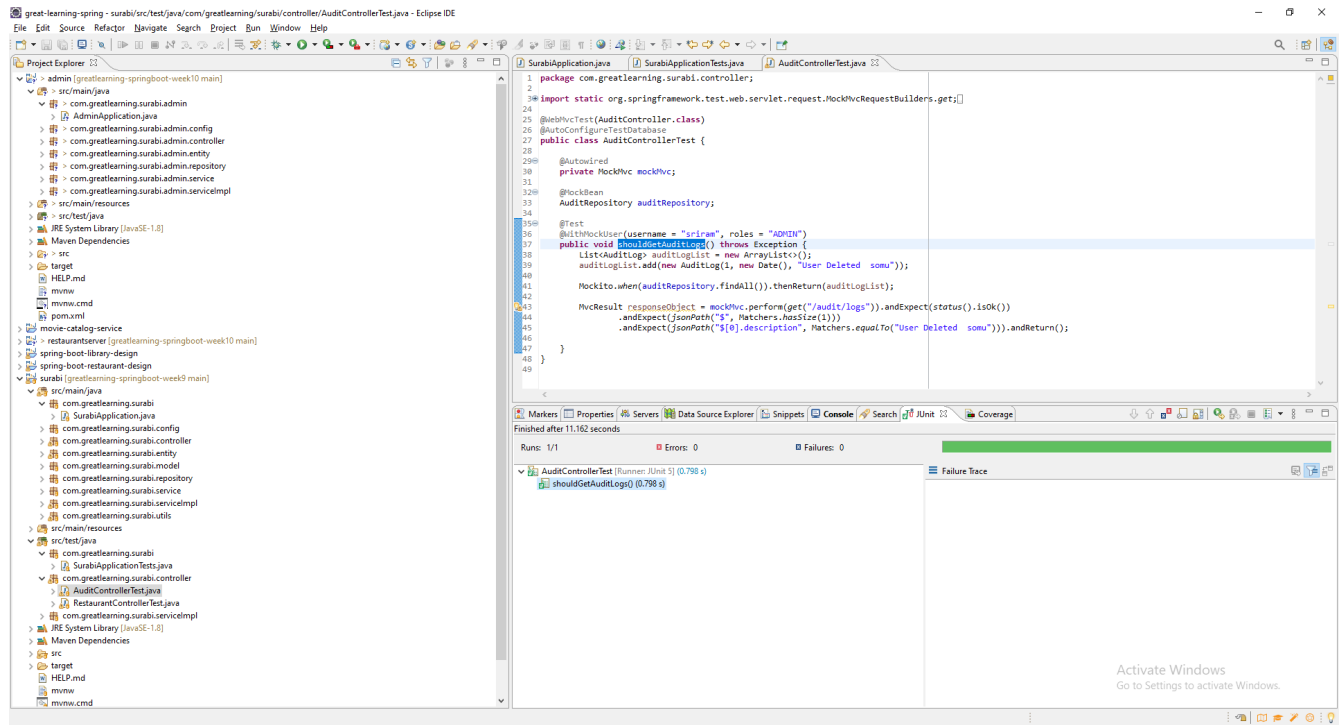 great-learning-spring - surabi/src/test/java/com/greatlearning/surabi/controller/AuditControllerTest.java - Eclipse IDE
File Edit Source Refactor Navigate Search Project Run Window Help
Project Explorer
> admin [greatlearning-springboot-week10 main]
> src/main/java
> com.greatlearning.surabi.admin
AdminApplication.java
> com.greatlearning.surabi.admin.config
> com.greatlearning.surabi.admin.controller
> com.greatlearning.surabi.admin.entity
> com.greatlearning.surabi.admin.repository
> com.greatlearning.surabi.admin.service
> com.greatlearning.surabi.admin.serviceImpl
> src/main/resources
> src/test/java
JRE System Library [JavaSE-1.8]
Maven Dependencies
> src
target
HELP.md
mvnw
mvnw.cmd
pom.xml
movie-catalog-service
> restaurantserver [greatlearning-springboot-week10 main]
spring-boot-library-design
spring-boot-restaurant-design
surabi [greatlearning-springboot-week9 main]
src/main/java
com.greatlearning.surabi
SurabiApplication.java
com.greatlearning.surabi.config
com.greatlearning.surabi.controller
com.greatlearning.surabi.entity
com.greatlearning.surabi.model
com.greatlearning.surabi.repository
com.greatlearning.surabi.service
com.greatlearning.surabi.serviceImpl
com.greatlearning.surabi.utils
src/main/resources
src/test/java
com.greatlearning.surabi
SurabiApplicationTests.java
com.greatlearning.surabi.controller
AuditControllerTest.java
RestaurantControllerTest.java
com.greatlearning.surabi.serviceImpl
JRE System Library [JavaSE-1.8]
Maven Dependencies
src
target
HELP.md
mvnw
mvnw.cmd
SurabiApplication.java SurabiApplicationTests.java AuditControllerTest.java
1 package com.greatlearning.surabi.controller;
2
3 import static org.springframework.test.web.servlet.request.MockMvcRequestBuilders.get;
24
25 @WebMvcTest(AuditController.class)
26 @AutoConfigureTestDatabase
27 public class AuditControllerTest {
28
29 @Autowired
30 private MockMvc mockMvc;
31
32 @MockBean
33 AuditRepository auditRepository;
34
35 @Test
36 @WithMockUser(username = "sriram", roles = "ADMIN")
37 public void shouldGetAuditLogs() throws Exception {
38 List<AuditLog> auditLogList = new ArrayList<>();
39 auditLogList.add(new AuditLog(1, new Date(), "User Deleted  somu"));
40
41 Mockito.when(auditRepository.findAll()).thenReturn(auditLogList);
42
43 MvcResult responseObject = mockMvc.perform(get("/audit/logs")).andExpect(status().isOk())
44 .andExpect(jsonPath("$", Matchers.hasSize(1)))
45 .andExpect(jsonPath("$[0].description", Matchers.equalTo("User Deleted  somu"))).andReturn();
46
47 }
48 }
49
Markers Properties Servers Data Source Explorer Snippets Console Search JUnit Coverage
Finished after 11.162 seconds
Runs: 1/1 Errors: 0 Failures: 0
AuditControllerTest [Runner: JUnit 5] (0.798 s)
shouldGetAuditLogs() (0.798 s)
Failure Trace
Activate Windows
Go to Settings to activate Windows.